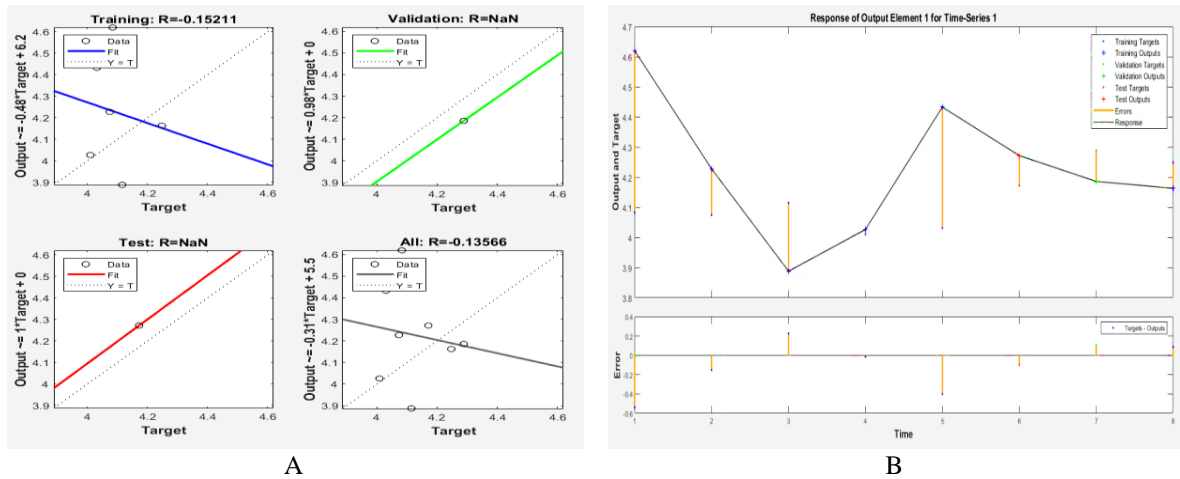 Training: R=-0.15211
Output ~= -0.48*Target + 6.2
Data
Fit
Y = T
4.6
4.5
4.4
4.3
4.2
4.1
4
3.9
4
4.2
4.4
4.6
Target
Validation: R=NaN
Output ~= 0.98*Target + 0
Data
Fit
Y = T
4.6
4.5
4.4
4.3
4.2
4.1
4
3.9
4
4.2
4.4
4.6
Target
Test: R=NaN
Output ~= 1*Target + 0
Data
Fit
Y = T
4.6
4.5
4.4
4.3
4.2
4.1
4
3.9
4
4.2
4.4
4.6
Target
All: R=-0.13566
Output ~= -0.31*Target + 5.5
Data
Fit
Y = T
4.6
4.5
4.4
4.3
4.2
4.1
4
3.9
4
4.2
4.4
4.6
Target
A
Response of Output Element 1 for Time-Series 1
Output and Target
4.7
4.6
4.5
4.4
4.3
4.2
4.1
4
3.9
3.8
Training Targets
Training Outputs
Validation Targets
Validation Outputs
Test Targets
Test Outputs
Errors
Response
Error
0.4
0.2
0
-0.2
-0.4
-0.6
Targets - Outputs
1
2
3
4
5
6
7
8
Time
B